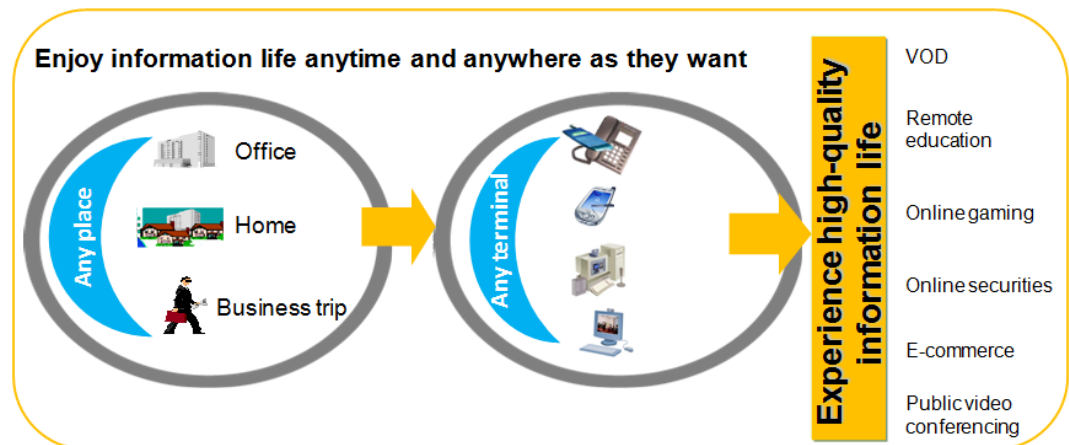 Enjoy information life anytime and anywhere as they want
Any place
Office
Home
Business trip
Any terminal
Experience high-quality
information life
VOD
Remote
education
Online gaming
Online securities
E-commerce
Public video
conferencing